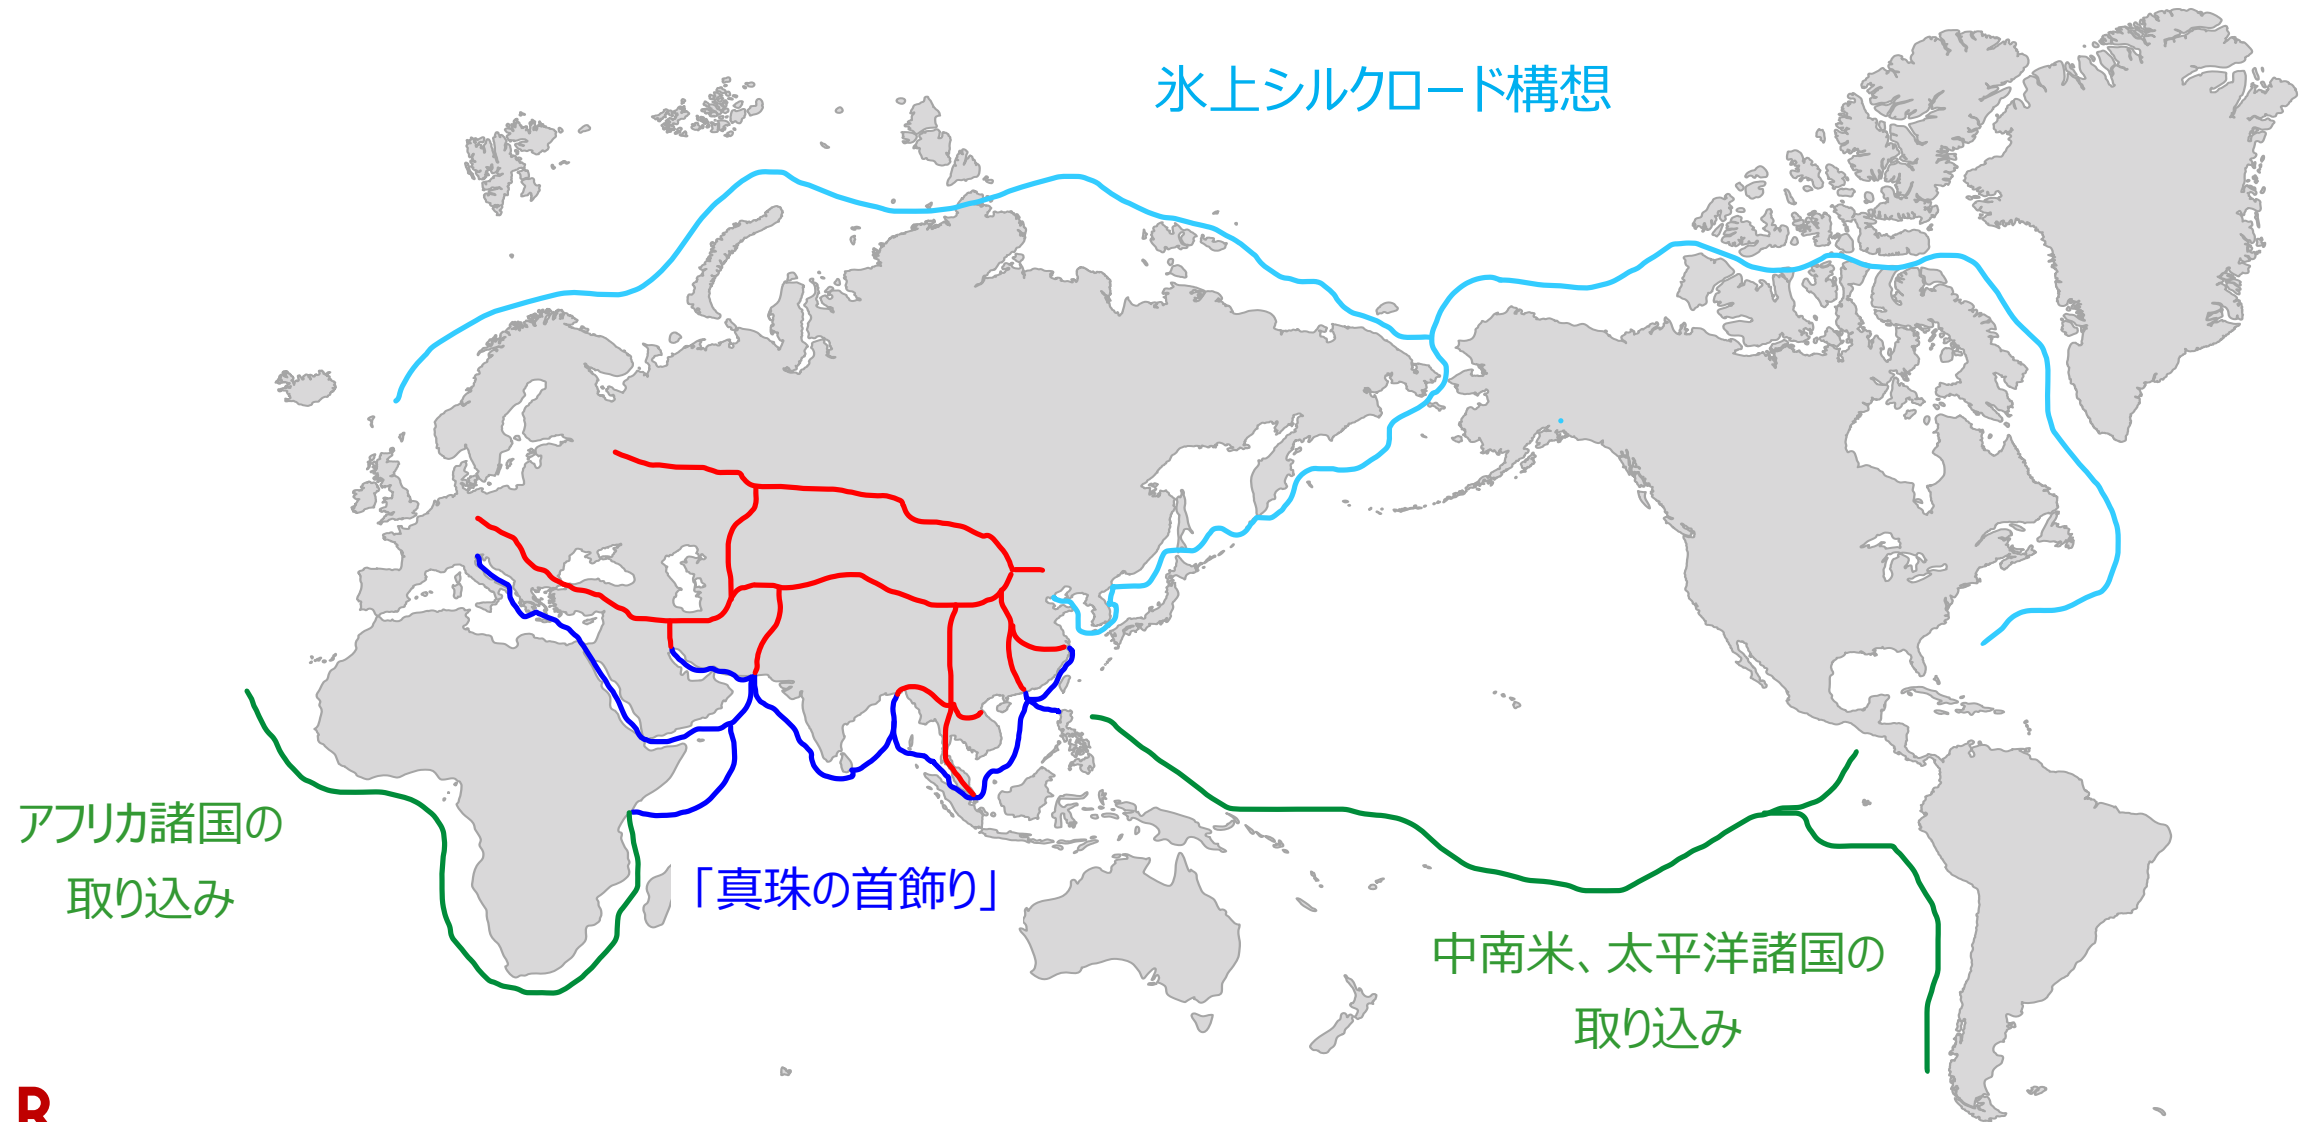 氷上シルクロード構想
アフリカ諸国の
取り込み
「真珠の首飾り」
中南米、太平洋諸国の
取り込み
R